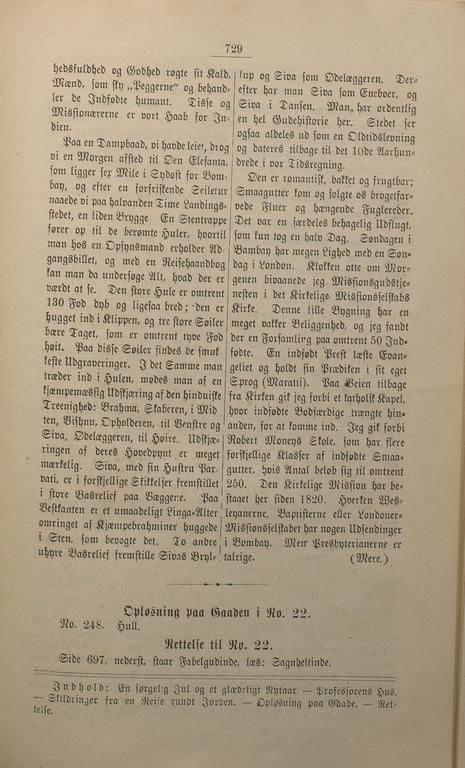 729
hedsfuldhed og Godhed røgte sit Kald.
Mænd, som sky „Peggerne" og behand-
ler de Indfødte humant. Disse og
Missionærerne er vort Haab for In-
dien.
Paa en Dampbaad, vi havde leiet, drog
vi en Morgen afsted til Øen Elefanta,
som ligger sex Mile i Sydost for Bom-
bay, og efter en forfriskende Seiletur
naaede vi paa halvanden Time Landings-
stedet, en liden Brygge En Stentrappe
fører op til de berømte Huler, hvortil
man hos en Opsynsmand erholder Ad-
gangsbillet, og med en Reisehaandbog
kan man da undersøge Alt, hvad der er
værdt at se. Den store Hule er omtrent
130 Fod dyb og ligesaa bred; den er
hugget ind i Klippen, og tre store Søiler
bære Taget, som er omtrent tyve Fod
høit. Paa disse Søiler findes de smuk-
keste Udgraveringer. I det Samme man
træder ind i Hulen, mødes man af en
kjæmpemæssig Udskjæring af den hinduiske
Treenighed: Brahma, Skaberen, i Mid
ten, Vishnu, Opholderen, til Venstre og
Siva, Ødelæggeren, til Høire. Udskjæ-
ringen af deres Hovedpynt er meget
mærkelig. Siva, med sin Hustru Par-
vati, er i forskjellige Skikkelser fremstillet
i store Basrelief paa Væggene. Paa
Vestkanten er et umaadeligt Linga-Alter
omringet af Kjæmpebrahminer huggede
i Sten, som bevogte det. To andre
uhyre Basrelief fremstille Sivas Bryl-
lup og Siva som Ødelæggeren. Der-
efter har man Siva som Eneboer, og
Siva i Dansen. Man har ordentlig
en hel Gudehistorie her. Stedet ser
ogsaa aldeles ud som en Oldtidslevning
og dateres tilbage til det 10de Aarhun-
drede i vor Tidsregning.
Øen er romantisk, bakket og frugtbar;
Smaagutter kom og solgte os brogetfar-
vede Fluer og hængende Fuglereder.
Det var en særdeles behagelig Udflugt,
som kun tog en halv Dag. Søndagen i
Bombay har megen Lighed med en Søn-
dag i London. Klokken otte om Mor-
genen bivaanede jeg Missionsgudstje-
nesten i det Kirkelige Missionsselskabs
Kirke. Denne lille Bygning har en
meget vakker Beliggenhed, og jeg fandt
der en Forsamling paa omtrent 50 Ind-
fødte. En indfødt Prest læste Evan-
geliet og holdt sin Prædiken i sit eget
Sprog (Maratti). Paa Veien tilbage
fra Kirken gik jeg forbi et katholsk Kapel,
hvor indfødte Bodfærdige trængte hin-
anden, for at komme ind. Jeg gik forbi
Robert Moneys Skole, som har flere
forskjellige Klasser af indfødte Smaa-
gutter, hvis Antal beløb sig til omtrent
250. Den Kirkelige Mission har be-
staaet her siden 1820. Hverken Wes-
leyanerne, Baptisterne eller Londoner-
Missionsselskabet har nogen Udsendinger
i Bombay. Men Presbyterianerne er
talrige. (Mere.)
Opløsning paa Gaaden i No. 22.
No. 248. Hull.
Rettelse til No. 22.
Side 697, nederst, staar Fabelgudinde, læs: Sagnheltinde.
Indhold: En sørgelig Jul og et glædeligt Nytaar. — Professorens Hus.
— Skildringer fra en Reise rundt Jorden. — Opløsning paa Gaade. — Ret-
telse.